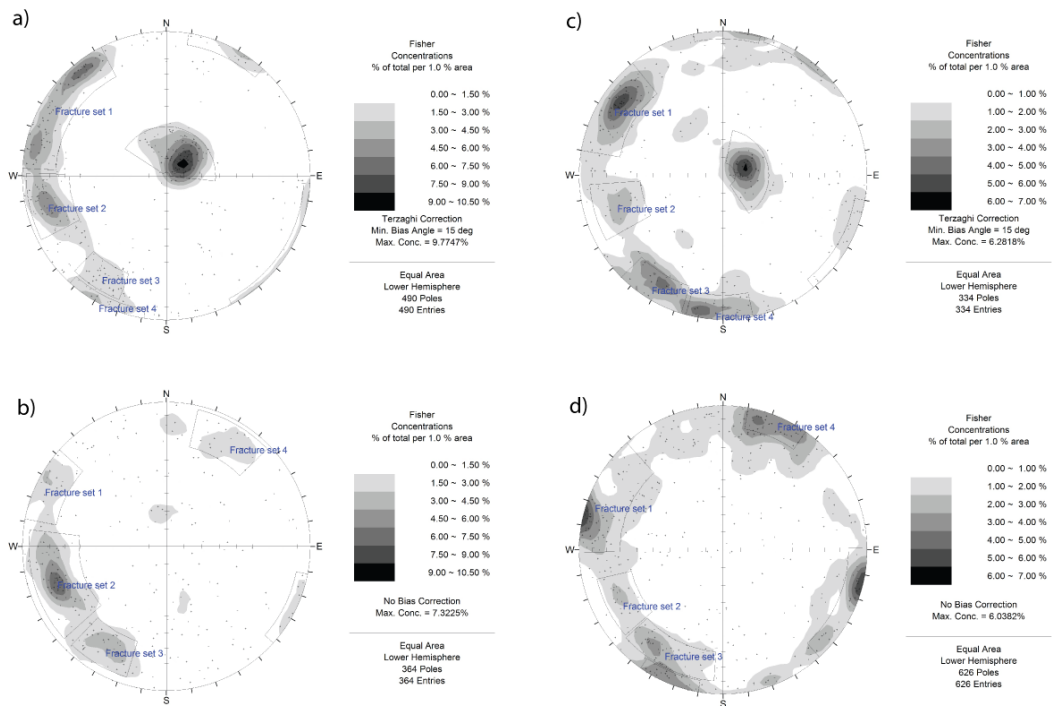 a)
N
W
E
S
Fracture set 1
Fracture set 2
Fracture set 3
Fracture set 4
Fisher
Concentrations
% of total per 1.0 % area
0.00 ~ 1.50 %
1.50 ~ 3.00 %
3.00 ~ 4.50 %
4.50 ~ 6.00 %
6.00 ~ 7.50 %
7.50 ~ 9.00 %
9.00 ~ 10.50 %
Terzaghi Correction
Min. Bias Angle = 15 deg
Max. Conc. = 9.7747%
Equal Area
Lower Hemisphere
490 Poles
490 Entries
c)
N
W
E
S
Fracture set 1
Fracture set 2
Fracture set 3
Fracture set 4
Fisher
Concentrations
% of total per 1.0 % area
0.00 ~ 1.00 %
1.00 ~ 2.00 %
2.00 ~ 3.00 %
3.00 ~ 4.00 %
4.00 ~ 5.00 %
5.00 ~ 6.00 %
6.00 ~ 7.00 %
Terzaghi Correction
Min. Bias Angle = 15 deg
Max. Conc. = 6.2818%
Equal Area
Lower Hemisphere
334 Poles
334 Entries
b)
N
Fracture set 4
Fracture set 1
W
E
Fracture set 2
Fracture set 3
S
Fisher
Concentrations
% of total per 1.0 % area
0.00 ~ 1.50 %
1.50 ~ 3.00 %
3.00 ~ 4.50 %
4.50 ~ 6.00 %
6.00 ~ 7.50 %
7.50 ~ 9.00 %
9.00 ~ 10.50 %
No Bias Correction
Max. Conc. = 7.3225%
Equal Area
Lower Hemisphere
364 Poles
364 Entries
d)
N
Fracture set 4
Fracture set 1
W
E
Fracture set 2
Fracture set 3
S
Fisher
Concentrations
% of total per 1.0 % area
0.00 ~ 1.00 %
1.00 ~ 2.00 %
2.00 ~ 3.00 %
3.00 ~ 4.00 %
4.00 ~ 5.00 %
5.00 ~ 6.00 %
6.00 ~ 7.00 %
No Bias Correction
Max. Conc. = 6.0382%
Equal Area
Lower Hemisphere
626 Poles
626 Entries